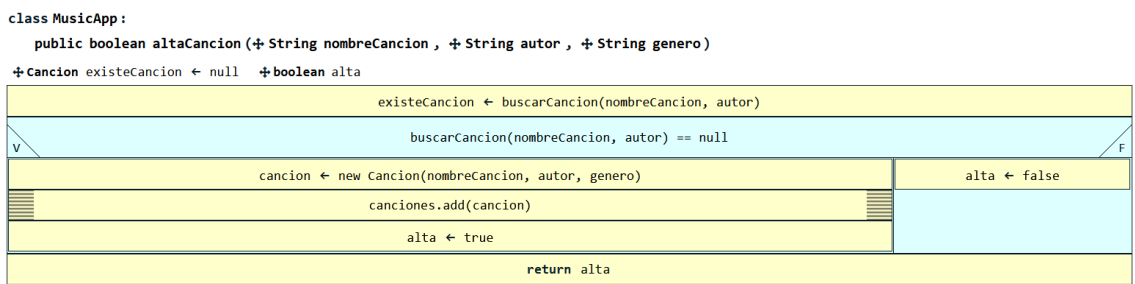 class MusicApp:
public boolean altaCancion (✢ String nombreCancion, ✢ String autor, ✢ String genero)
✢ Cancion existeCancion ← null ✢ boolean alta
existeCancion ← buscarCancion(nombreCancion, autor)
buscarCancion(nombreCancion, autor) == null
V F
cancion ← new Cancion(nombreCancion, autor, genero) alta ← false
canciones.add(cancion)
alta ← true
return alta